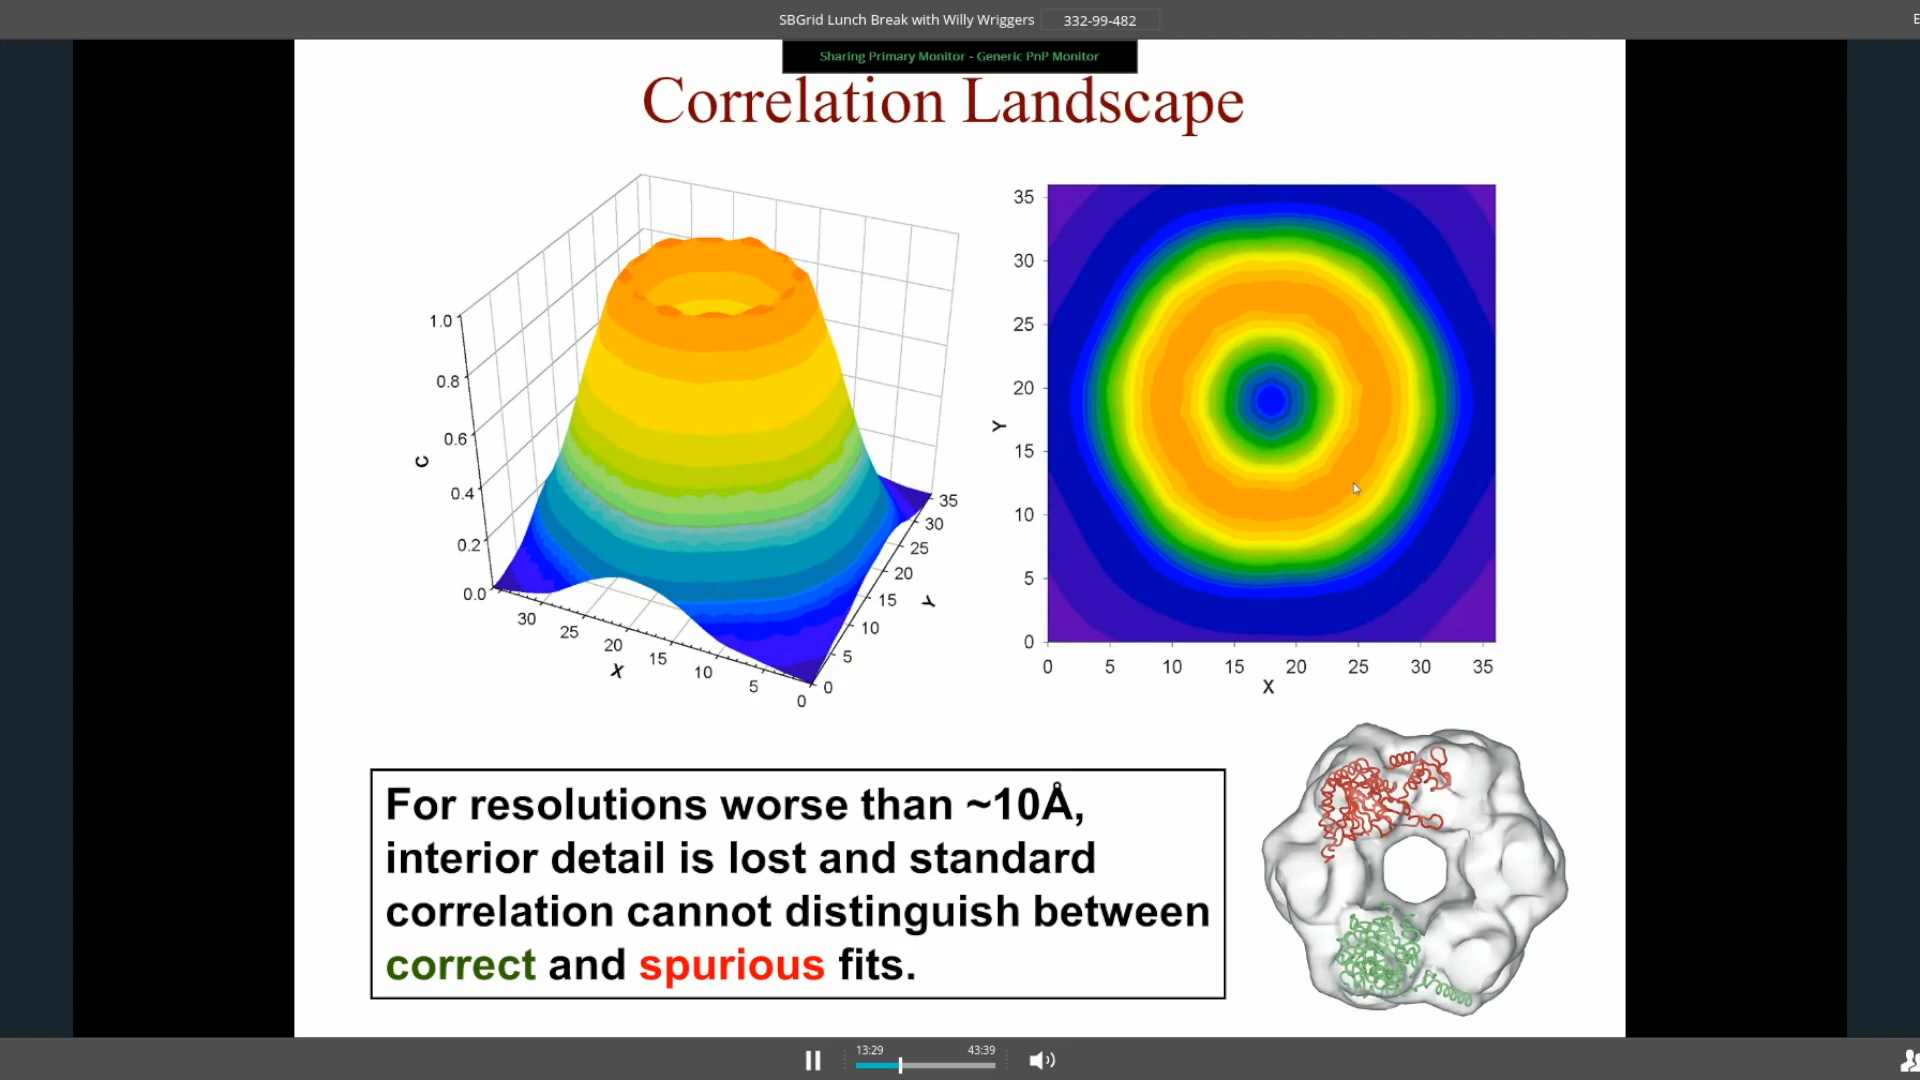 SBGrid Lunch Break with Willy Wriggers 332-99-482
E
Sharing Primary Monitor - Generic PnP Monitor
Correlation Landscape
1.0
0.8
0.6
0.4
0.2
0.0
C
30
25
20
15
10
5
0
X
35
30
25
20
15
10
5
0
Y
35
30
25
20
15
10
5
0
Y
0 5 10 15 20 25 30 35
X
For resolutions worse than ~10Å,
interior detail is lost and standard
correlation cannot distinguish between
correct and spurious fits.
13:29 43:39